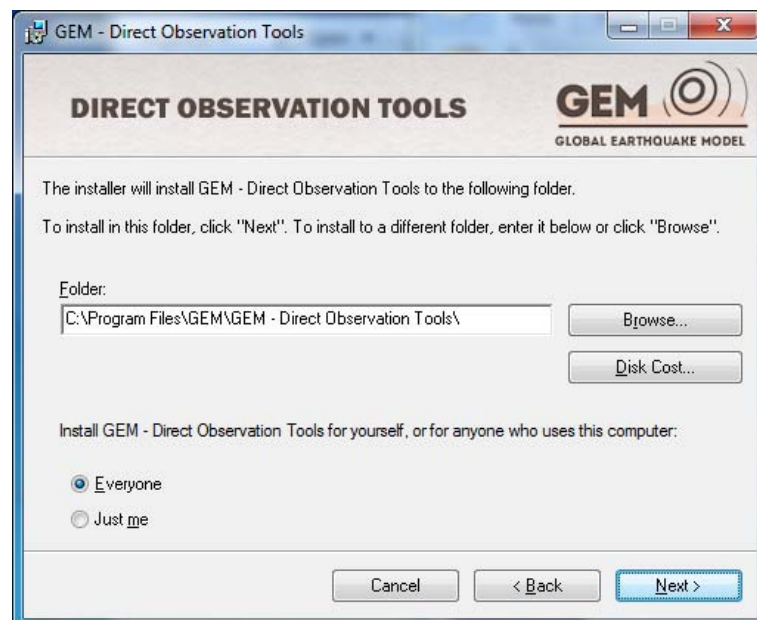 GEM - Direct Observation Tools
DIRECT OBSERVATION TOOLS
GEM
GLOBAL EARTHQUAKE MODEL
The installer will install GEM - Direct Observation Tools to the following folder.
To install in this folder, click "Next". To install to a different folder, enter it below or click "Browse".
Folder:
C:\Program Files\GEM\GEM - Direct Observation Tools\
Browse...
Disk Cost...
Install GEM - Direct Observation Tools for yourself, or for anyone who uses this computer:
Everyone
Just me
Cancel
< Back
Next >